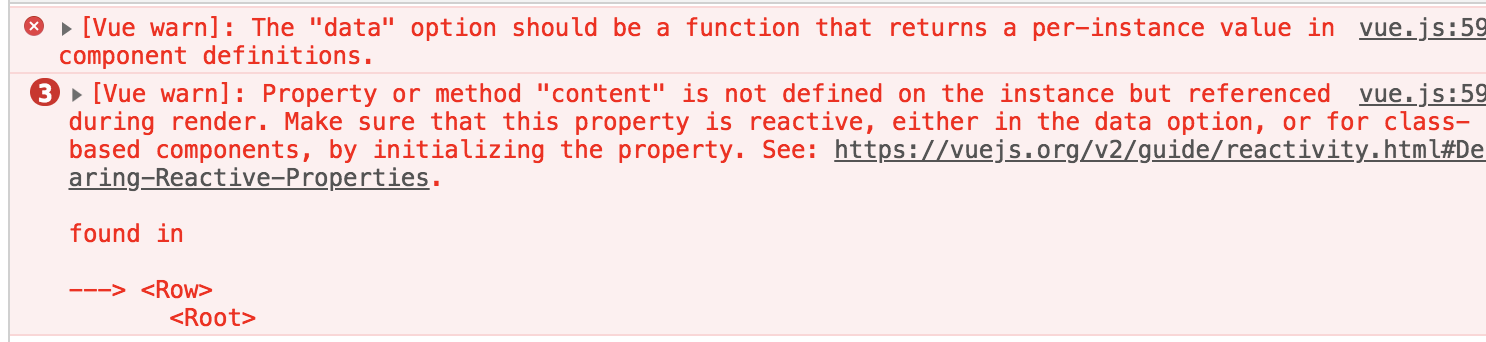 [Vue warn]: The "data" option should be a function that returns a per-instance value in vue.js:59
component definitions.
3 [Vue warn]: Property or method "content" is not defined on the instance but referenced vue.js:59
during render. Make sure that this property is reactive, either in the data option, or for class-
based components, by initializing the property. See: https://vuejs.org/v2/guide/reactivity.html#De
aring-Reactive-Properties.
found in
---> <Row>
<Root>